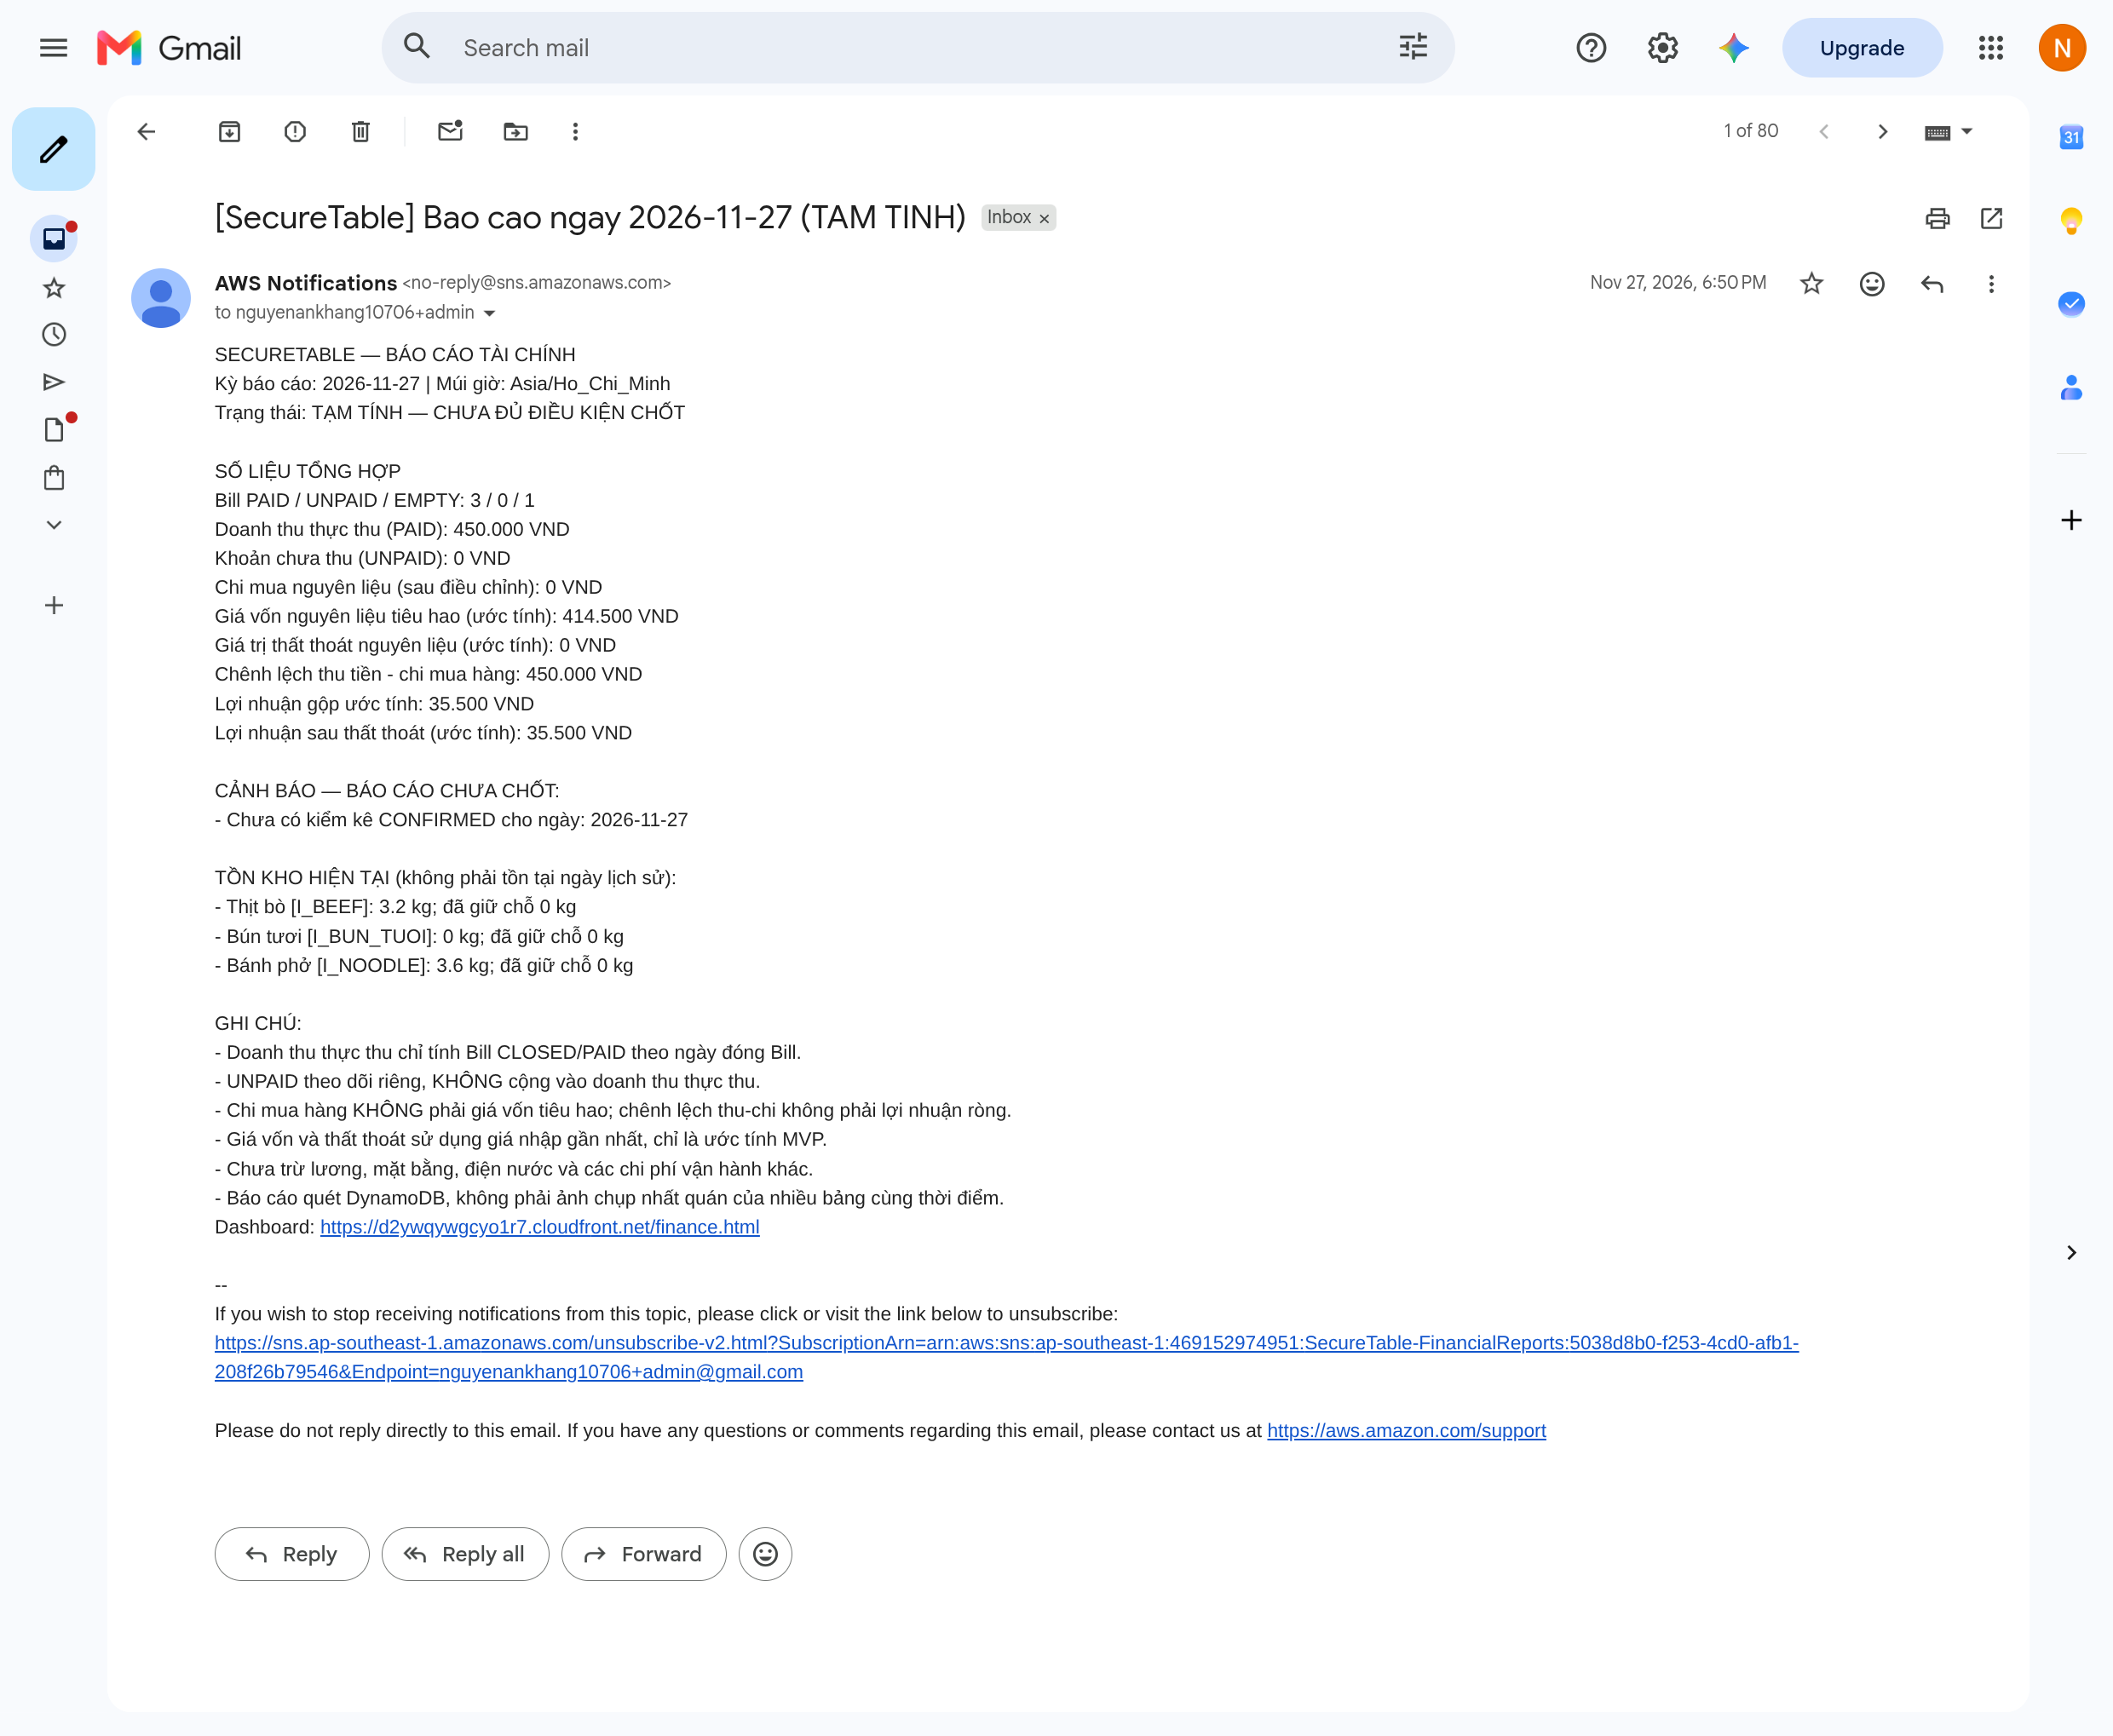 Gmail
Search mail
Upgrade
N
1 of 80
31
[SecureTable] Bao cao ngay 2026-11-27 (TAM TINH) Inbox ×
AWS Notifications <no-reply@sns.amazonaws.com>
Nov 27, 2026, 6:50 PM
to nguyenankhang10706+admin
SECURETABLE — BÁO CÁO TÀI CHÍNH
Kỳ báo cáo: 2026-11-27 | Múi giờ: Asia/Ho_Chi_Minh
Trạng thái: TẠM TÍNH — CHƯA ĐỦ ĐIỀU KIỆN CHỐT
SỐ LIỆU TỔNG HỢP
Bill PAID / UNPAID / EMPTY: 3 / 0 / 1
Doanh thu thực thu (PAID): 450.000 VND
Khoản chưa thu (UNPAID): 0 VND
Chi mua nguyên liệu (sau điều chỉnh): 0 VND
Giá vốn nguyên liệu tiêu hao (ước tính): 414.500 VND
Giá trị thất thoát nguyên liệu (ước tính): 0 VND
Chênh lệch thu tiền - chi mua hàng: 450.000 VND
Lợi nhuận gộp ước tính: 35.500 VND
Lợi nhuận sau thất thoát (ước tính): 35.500 VND
CẢNH BÁO — BÁO CÁO CHƯA CHỐT:
- Chưa có kiểm kê CONFIRMED cho ngày: 2026-11-27
TỒN KHO HIỆN TẠI (không phải tồn tại ngày lịch sử):
- Thịt bò [I_BEEF]: 3.2 kg; đã giữ chỗ 0 kg
- Bún tươi [I_BUN_TUOI]: 0 kg; đã giữ chỗ 0 kg
- Bánh phở [I_NOODLE]: 3.6 kg; đã giữ chỗ 0 kg
GHI CHÚ:
- Doanh thu thực thu chỉ tính Bill CLOSED/PAID theo ngày đóng Bill.
- UNPAID theo dõi riêng, KHÔNG cộng vào doanh thu thực thu.
- Chi mua hàng KHÔNG phải giá vốn tiêu hao; chênh lệch thu-chi không phải lợi nhuận ròng.
- Giá vốn và thất thoát sử dụng giá nhập gần nhất, chỉ là ước tính MVP.
- Chưa trừ lương, mặt bằng, điện nước và các chi phí vận hành khác.
- Báo cáo quét DynamoDB, không phải ảnh chụp nhất quán của nhiều bảng cùng thời điểm.
Dashboard: https://d2ywqywgcyo1r7.cloudfront.net/finance.html
--
If you wish to stop receiving notifications from this topic, please click or visit the link below to unsubscribe:
https://sns.ap-southeast-1.amazonaws.com/unsubscribe-v2.html?SubscriptionArn=arn:aws:sns:ap-southeast-1:469152974951:SecureTable-FinancialReports:5038d8b0-f253-4cd0-afb1-
208f26b79546&Endpoint=nguyenankhang10706+admin@gmail.com
Please do not reply directly to this email. If you have any questions or comments regarding this email, please contact us at https://aws.amazon.com/support
Reply
Reply all
Forward